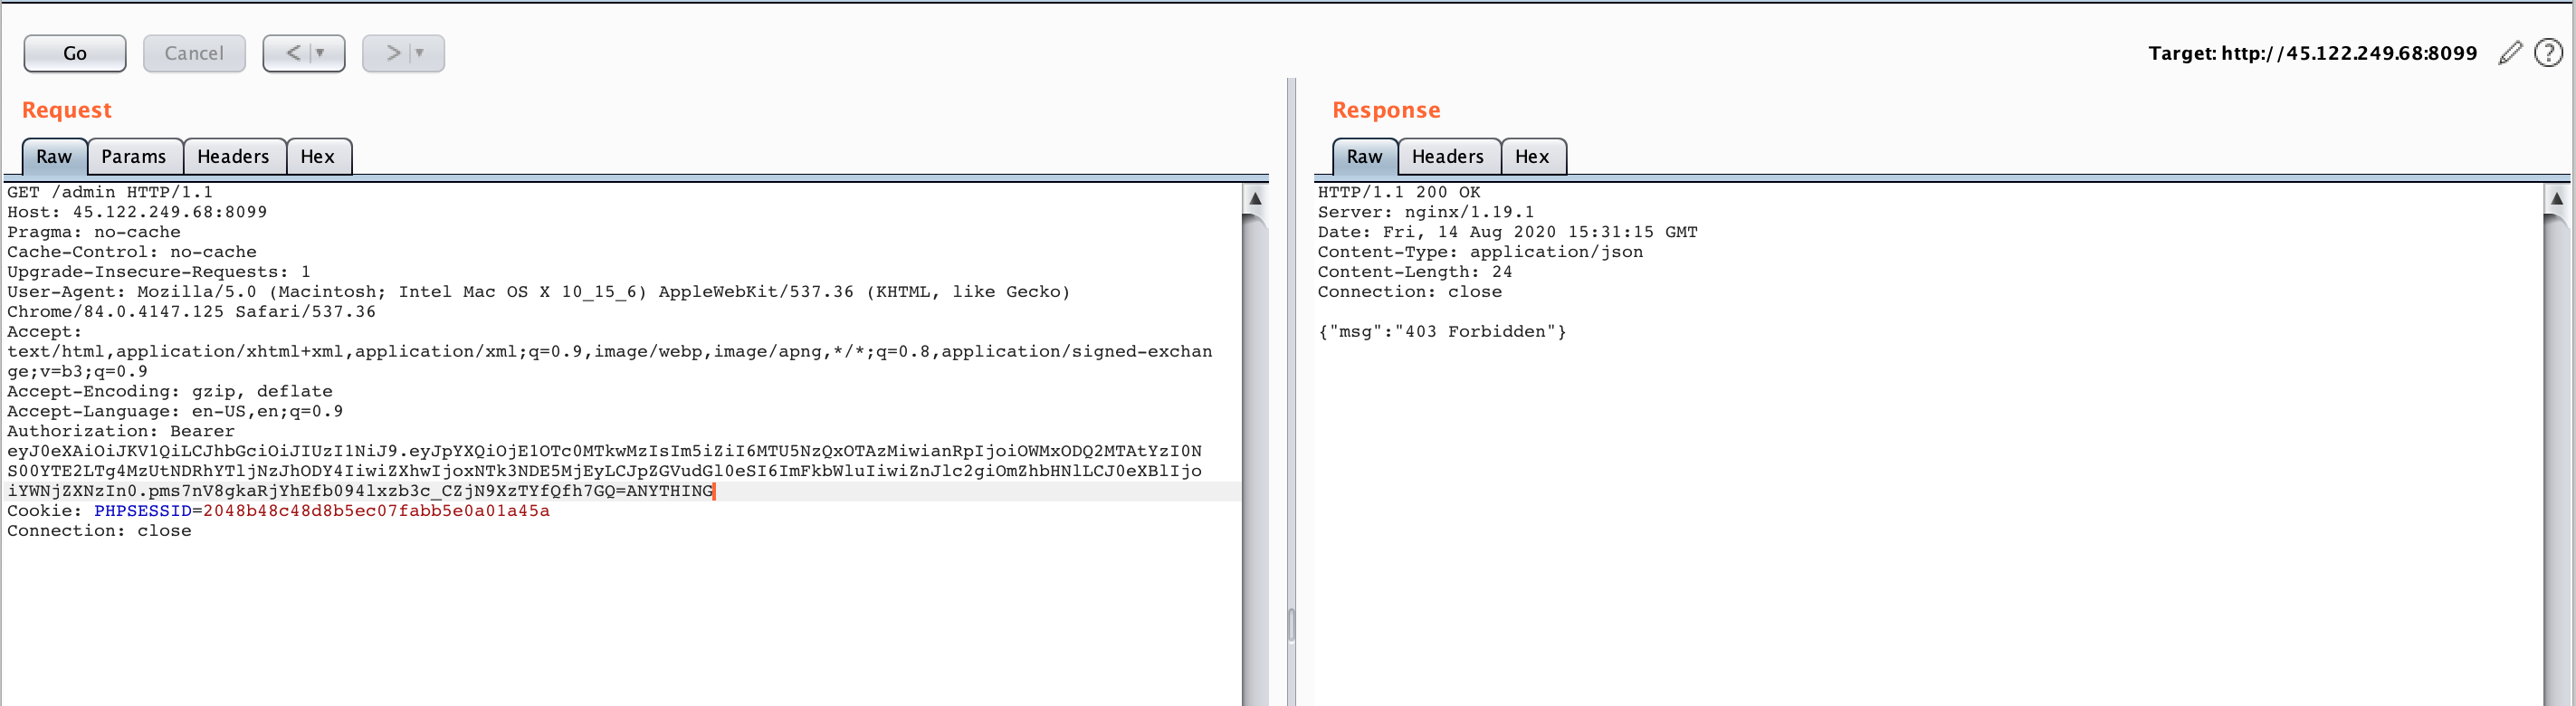 Go Cancel < > Target: http://45.122.249.68:8099 ?
Request
Raw Params Headers Hex
GET /admin HTTP/1.1
Host: 45.122.249.68:8099
Pragma: no-cache
Cache-Control: no-cache
Upgrade-Insecure-Requests: 1
User-Agent: Mozilla/5.0 (Macintosh; Intel Mac OS X 10_15_6) AppleWebKit/537.36 (KHTML, like Gecko)
Chrome/84.0.4147.125 Safari/537.36
Accept:
text/html,application/xhtml+xml,application/xml;q=0.9,image/webp,image/apng,*/*;q=0.8,application/signed-exchan
ge;v=b3;q=0.9
Accept-Encoding: gzip, deflate
Accept-Language: en-US,en;q=0.9
Authorization: Bearer
eyJ0eXAiOiJKV1QiLCJhbGciOiJIUzI1NiJ9.eyJpYXQiOjE1OTc0MTkwMzIsIm5iZiI6MTU5NzQxOTAzMiwianRpIjoiOWMxODQ2MTAtYzI0N
S00YTE2LTg4MzUtNDRhYTljNzJhODY4IiwiZXhwIjoxNTk3NDE5MjEyLCJpZGVudGl0eSI6ImFkbWluIiwiZnJlc2giOmZhbHNlLCJ0eXBlIjo
iYWNjZXNzIn0.pms7nV8gkaRjYhEfb094lxzb3c_CZjN9XzTYfQfh7GQ=ANYTHING
Cookie: PHPSESSID=2048b48c48d8b5ec07fabb5e0a01a45a
Connection: close
Response
Raw Headers Hex
HTTP/1.1 200 OK
Server: nginx/1.19.1
Date: Fri, 14 Aug 2020 15:31:15 GMT
Content-Type: application/json
Content-Length: 24
Connection: close
{"msg":"403 Forbidden"}